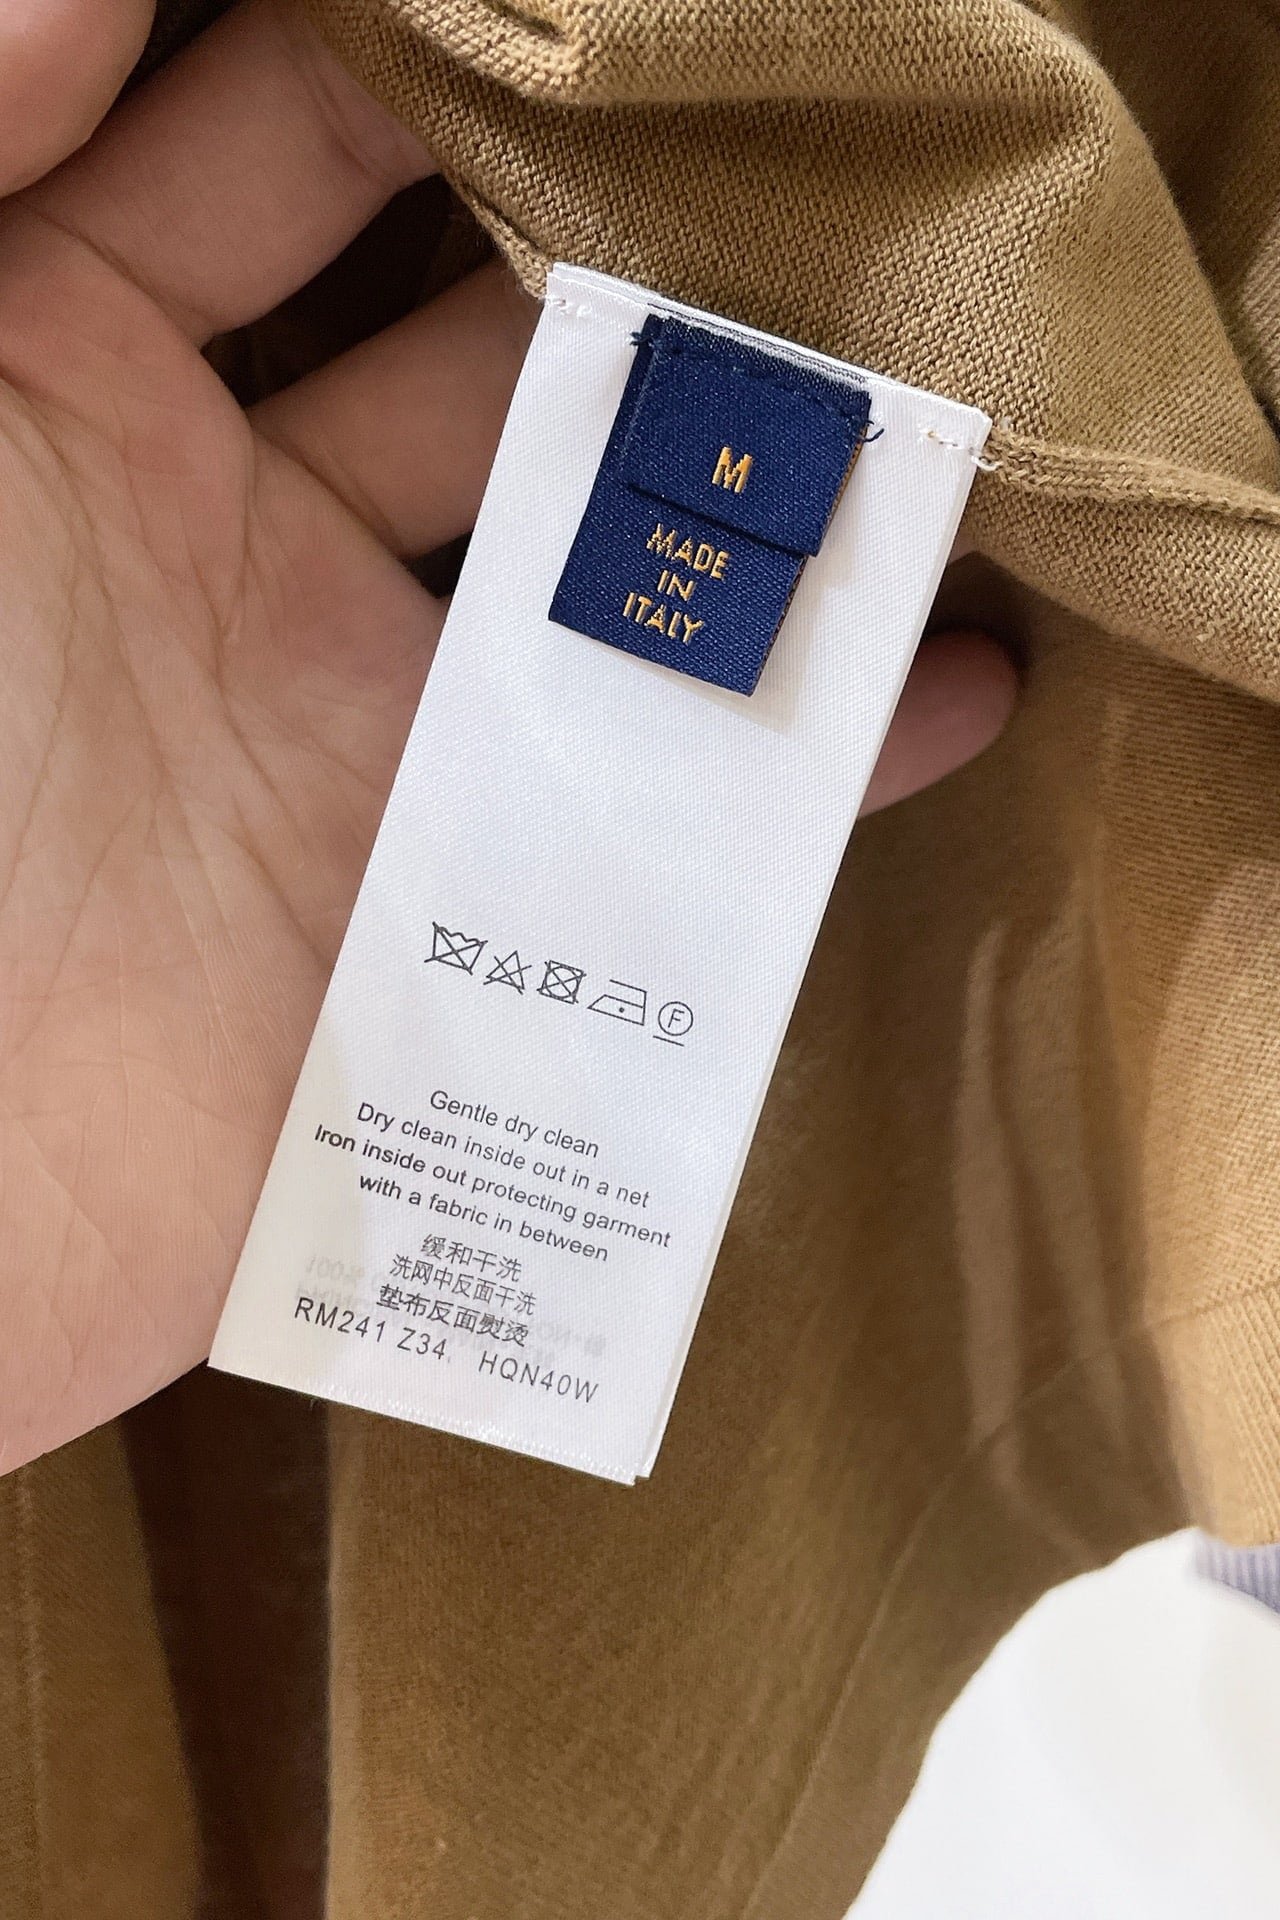 M
MADE
IN
ITALY
F
Gentle dry clean
Dry clean inside out in a net
Iron inside out protecting garment
with a fabric in between
缓和干洗
洗网中反面干洗
垫布反面熨烫
RM241 Z34. HQN40W